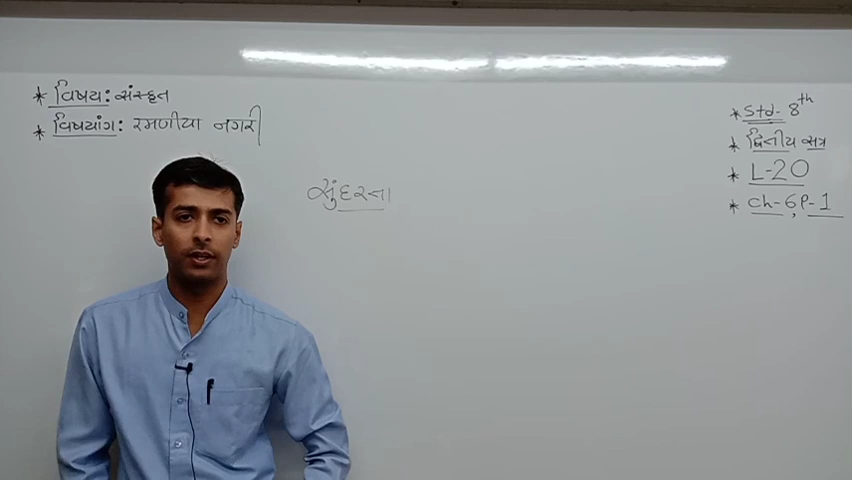 * વિષય: સંસ્કૃત
* વિષયાંગ: રમણીયા નગરી
સુંદરતા
* Std- 8th
* દ્વિતીય સત્ર
* L-20
* Ch-6, P-1